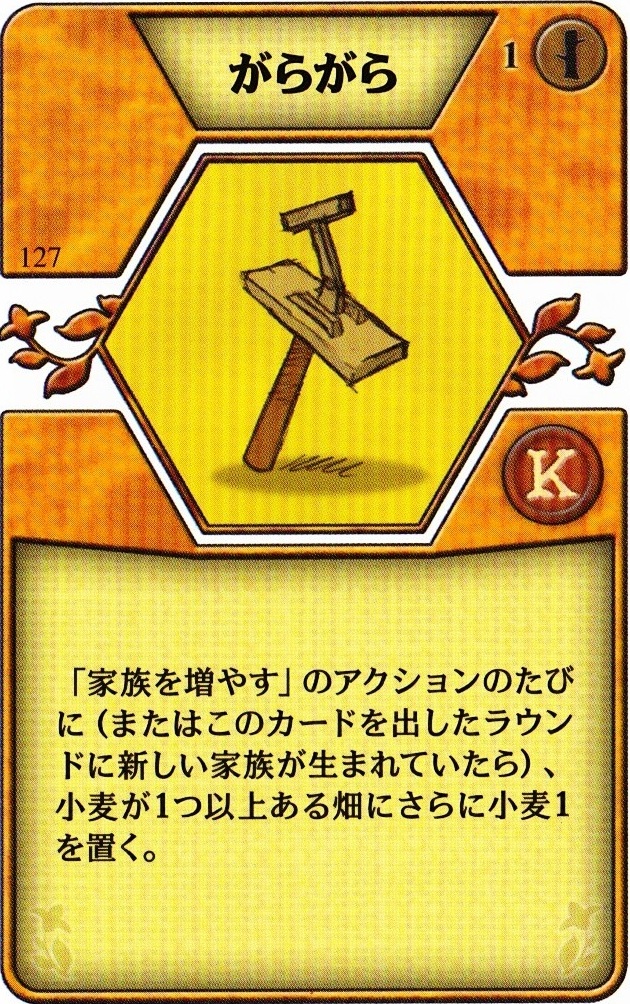 がらがら
1
127
K
「家族を増やす」のアクションのたび
に（またはこのカードを出したラウン
ドに新しい家族が生まれていたら）、
小麦が1つ以上ある畑にさらに小麦1
を置く。